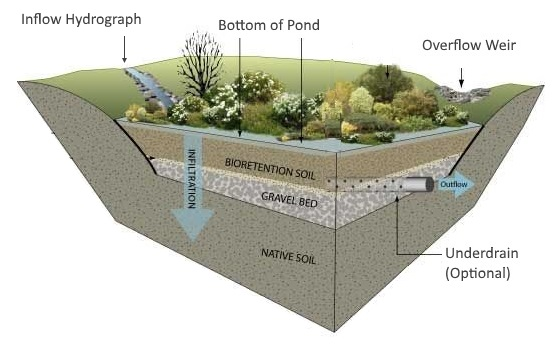 Inflow Hydrograph
Bottom of Pond
Overflow Weir
INFILTRATION
BIORETENTION SOIL
GRAVEL BED
Outflow
NATIVE SOIL
Underdrain
(Optional)